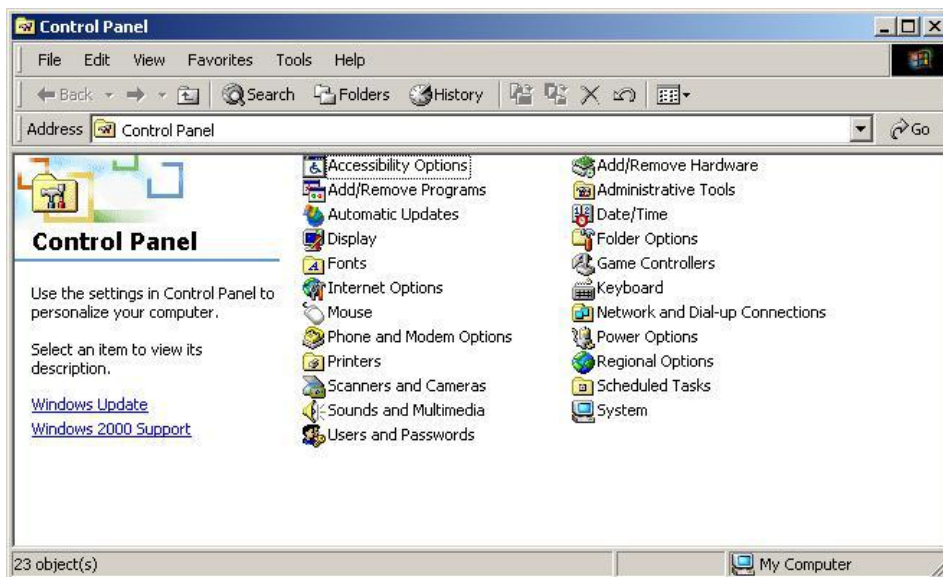 Control Panel
File Edit View Favorites Tools Help
Back Search Folders History
Address Control Panel Go
Control Panel
Use the settings in Control Panel to
personalize your computer.
Select an item to view its
description.
Windows Update
Windows 2000 Support
Accessibility Options
Add/Remove Programs
Automatic Updates
Display
Fonts
Internet Options
Mouse
Phone and Modem Options
Printers
Scanners and Cameras
Sounds and Multimedia
Users and Passwords
Add/Remove Hardware
Administrative Tools
Date/Time
Folder Options
Game Controllers
Keyboard
Network and Dial-up Connections
Power Options
Regional Options
Scheduled Tasks
System
23 object(s) My Computer